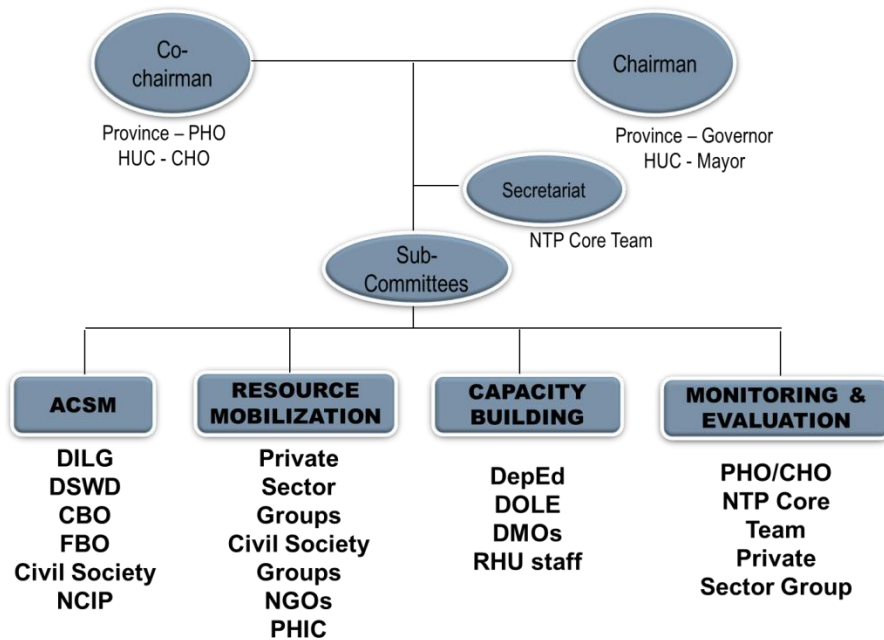 Co-
chairman
Chairman
Province – PHO
HUC - CHO
Province – Governor
HUC - Mayor
Secretariat
NTP Core Team
Sub-
Committees
ACSM
DILG
DSWD
CBO
FBO
Civil Society
NCIP
RESOURCE
MOBILIZATION
Private
Sector
Groups
Civil Society
Groups
NGOs
PHIC
CAPACITY
BUILDING
DepEd
DOLE
DMOs
RHU staff
MONITORING &
EVALUATION
PHO/CHO
NTP Core
Team
Private
Sector Group